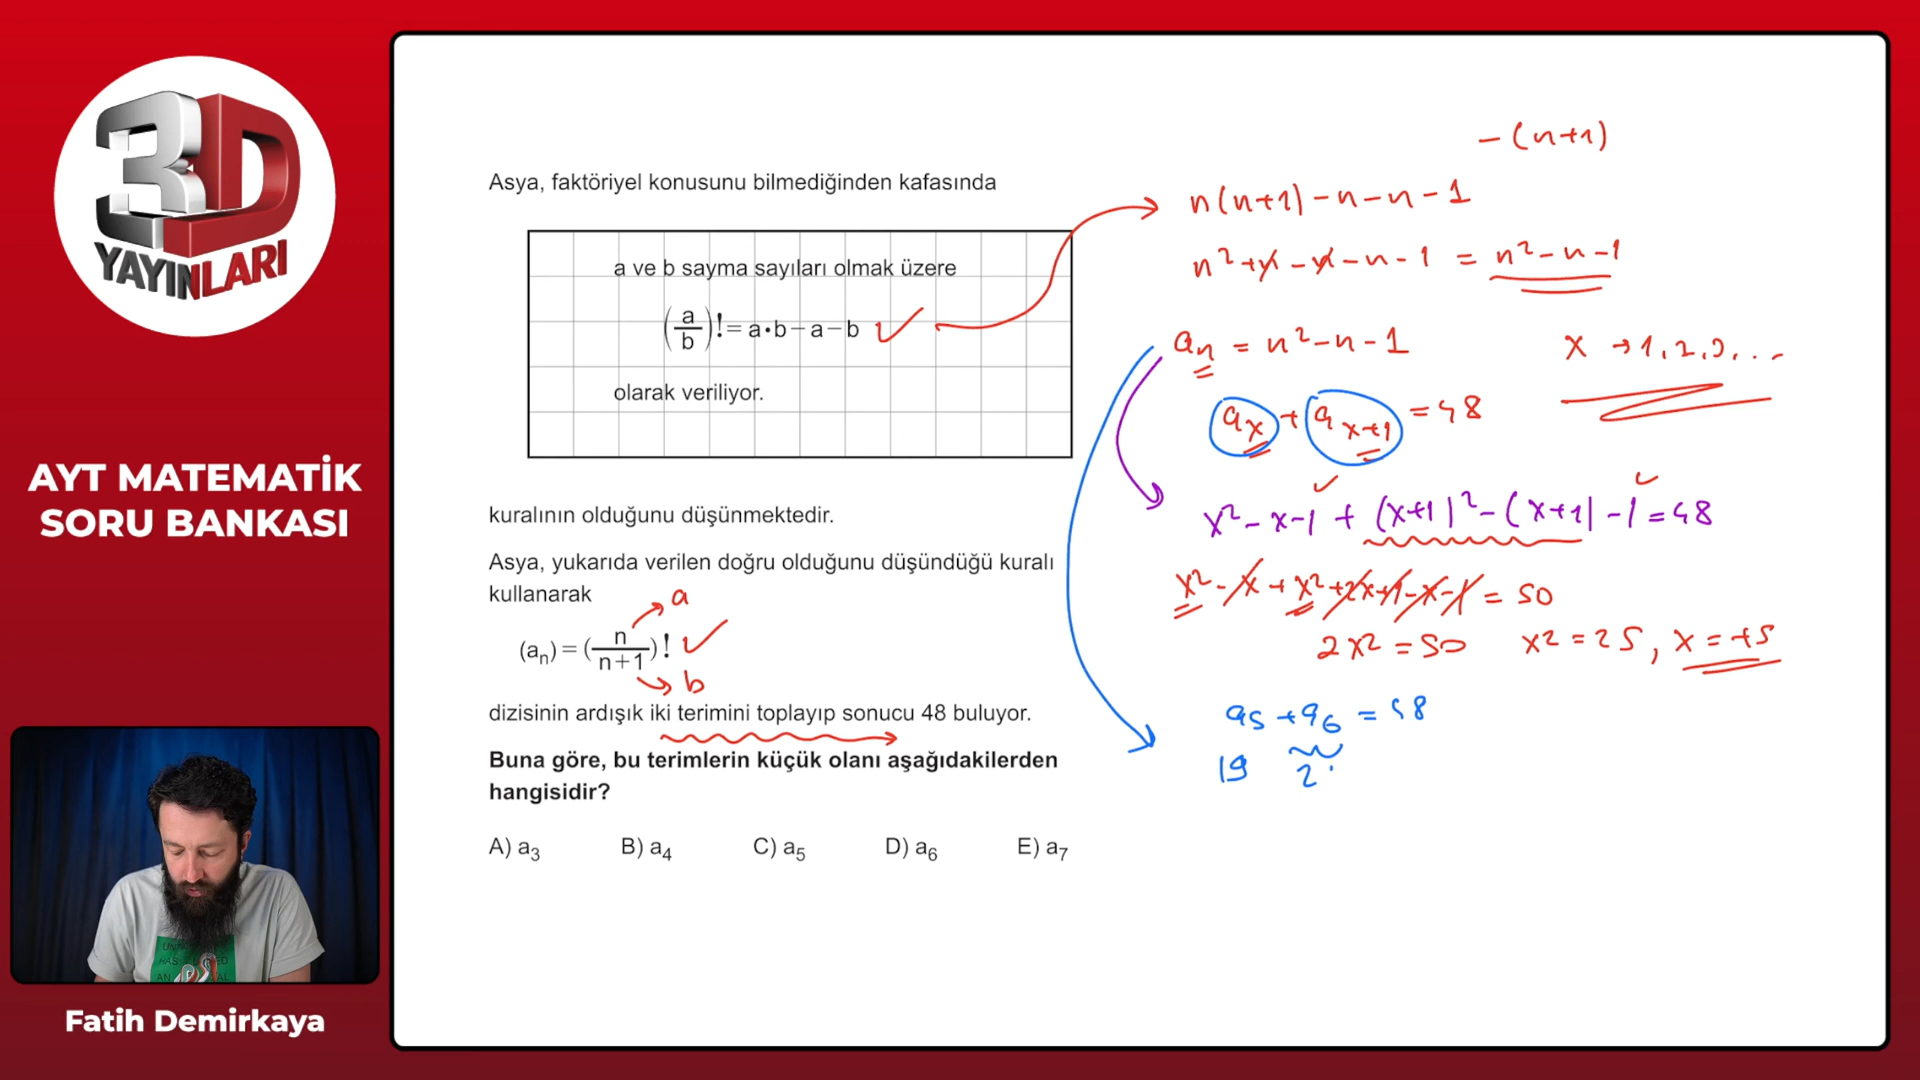 3D
YAYINLARI
AYT MATEMATİK
SORU BANKASI
Fatih Demirkaya
Asya, faktöriyel konusunu bilmediğinden kafasında
a ve b sayma sayıları olmak üzere
(a/b)! = a•b – a – b
olarak veriliyor.
kuralının olduğunu düşünmektedir.
Asya, yukarıda verilen doğru olduğunu düşündüğü kuralı
kullanarak
a
(aₙ) = (n/n+1)!
b
dizisinin ardışık iki terimini toplayıp sonucu 48 buluyor.
Buna göre, bu terimlerin küçük olanı aşağıdakilerden
hangisidir?
A) a₃ B) a₄ C) a₅ D) a₆ E) a₇
– (n+1)
n(n+1) – n – n – 1
n² + n – n – n – 1 = n² – n – 1
aₙ = n² – n – 1
x → 1, 2, 3, ...
aₓ + aₓ₊₁ = 48
x² – x – 1 + (x+1)² – (x+1) – 1 = 48
x² – x + x² + 2x + 1 – x – 1 = 50
2x² = 50 x² = 25, x = +5
a₅ + a₆ = 48
19 2